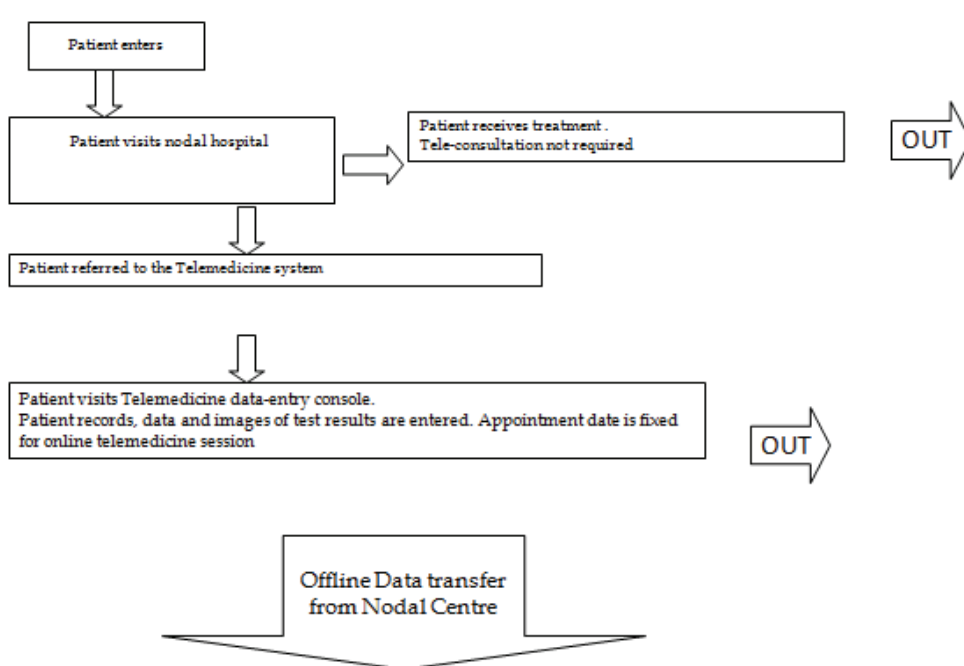 Patient enters
Patient visits nodal hospital
Patient receives treatment .
Tele-consultation not required
OUT
Patient referred to the Telemedicine system
Patient visits Telemedicine data-entry console.
Patient records, data and images of test results are entered. Appointment date is fixed
for online telemedicine session
OUT
Offline Data transfer
from Nodal Centre